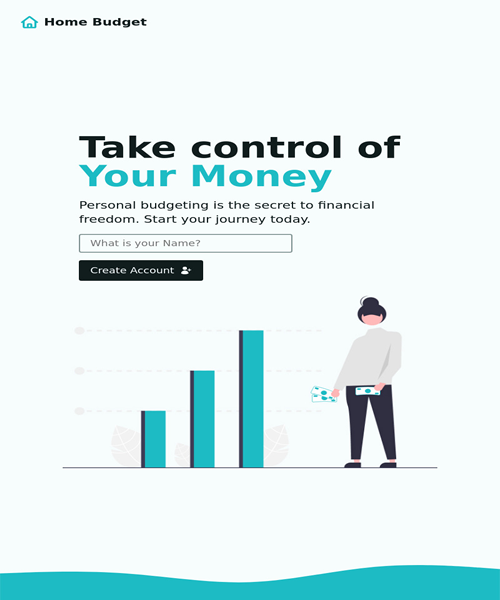 Home Budget
Take control of
Your Money
Personal budgeting is the secret to financial
freedom. Start your journey today.
What is your Name?
Create Account